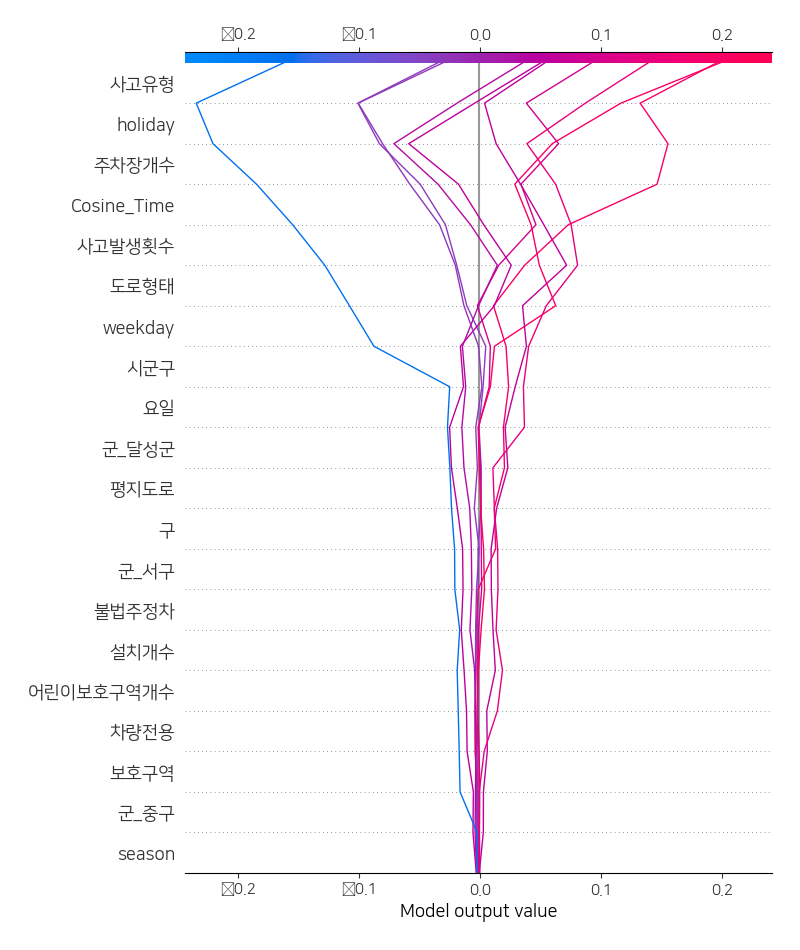 0.2 0.1 0.0 0.1 0.2
사고유형
holiday
주차장개수
Cosine_Time
사고발생횟수
도로형태
weekday
시군구
요일
군_달성군
평지도로
구
군_서구
불법주정차
설치개수
어린이보호구역개수
차량전용
보호구역
군_중구
season
0.2 0.1 0.0 0.1 0.2
Model output value